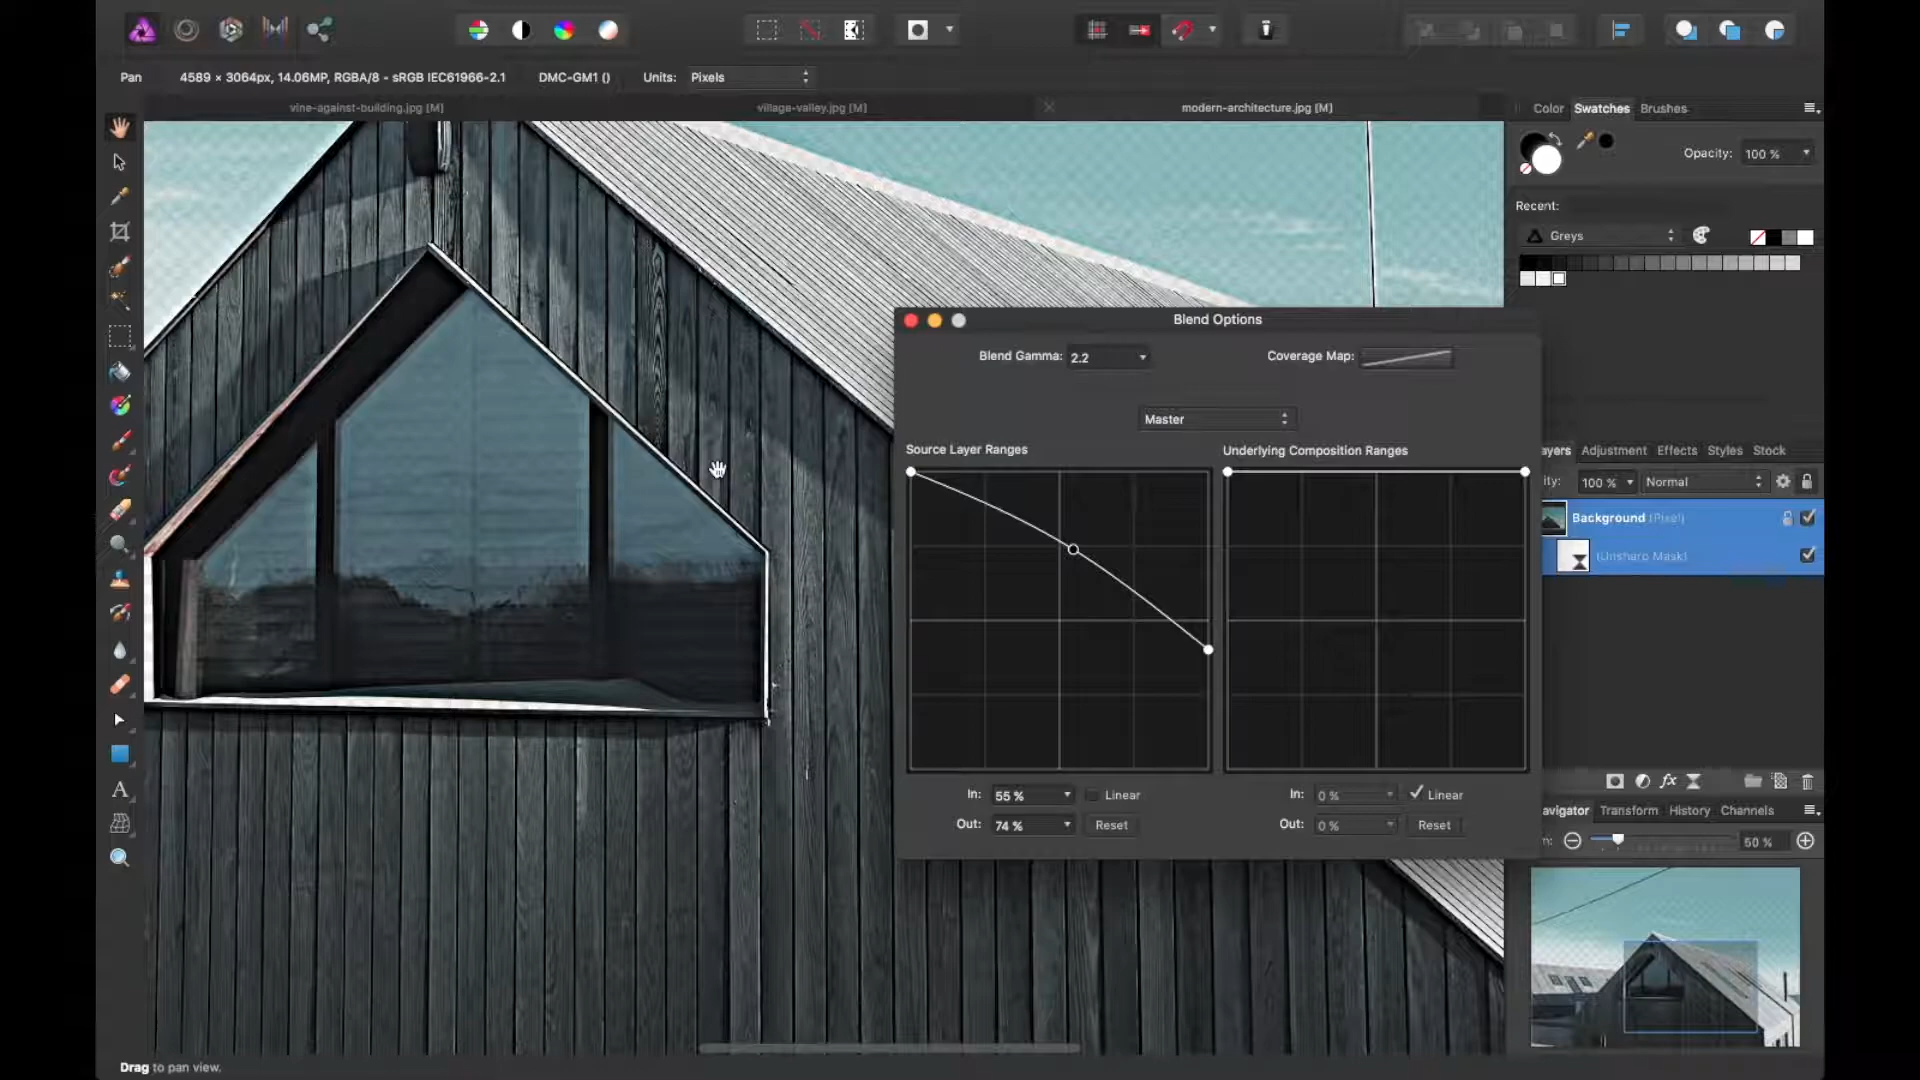 Pan
4589 × 3064px, 14.06MP, RGBA/8 - sRGB IEC61966-2.1
DMC-GM1 ()
Units: Pixels
vine-against-building.jpg [M]
village-valley.jpg [M]
modern-architecture.jpg [M]
Color Swatches Brushes
Opacity: 100 %
Recent:
Greys
Blend Options
Blend Gamma: 2.2
Coverage Map:
Master
Source Layer Ranges
Underlying Composition Ranges
In: 55 % Linear
Out: 74 % Reset
In: 0 % Linear
Out: 0 % Reset
ayers Adjustment Effects Styles Stock
ity: 100 % Normal
Background (Pixel)
(Unsharp Mask)
avigator Transform History Channels
m: 50 %
A
Drag to pan view.